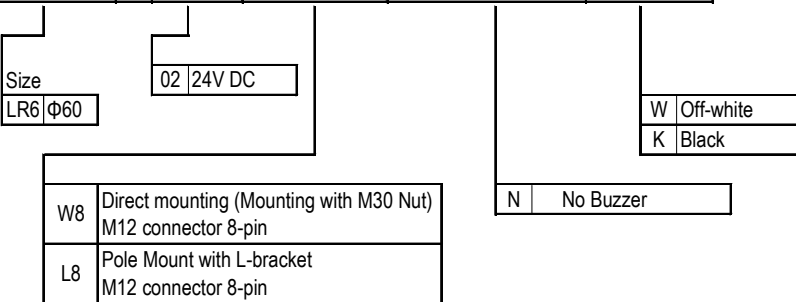 Size
LR6 Φ60
02 24V DC
W Off-white
K Black
W8 Direct mounting (Mounting with M30 Nut)
M12 connector 8-pin
L8 Pole Mount with L-bracket
M12 connector 8-pin
N No Buzzer